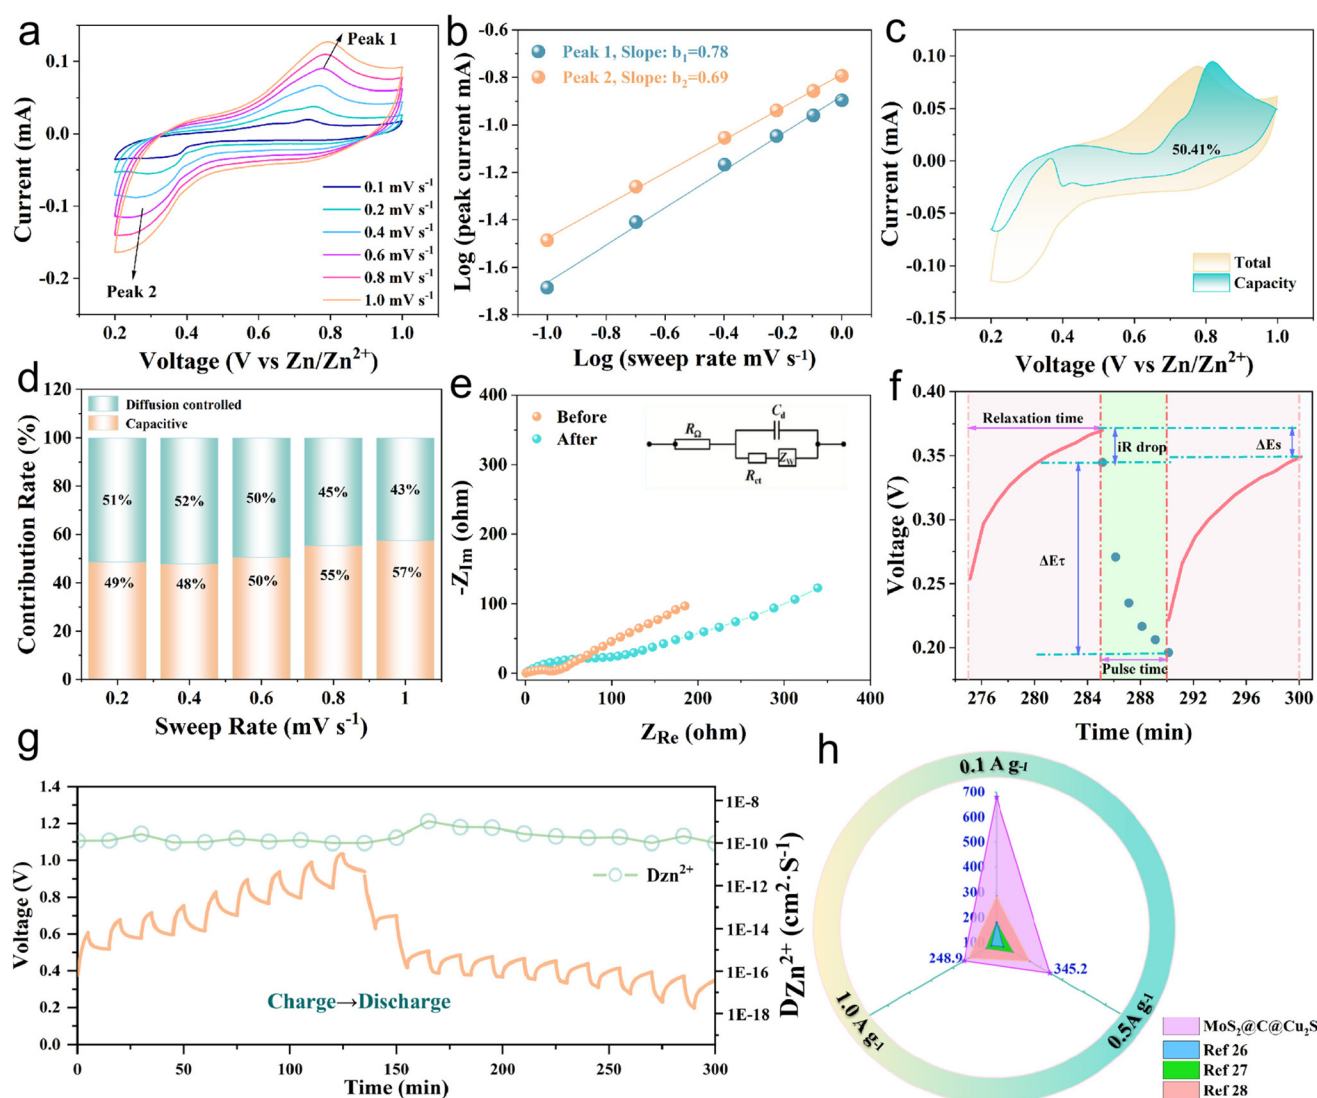 a
Peak 1
Peak 2
0.1
0.0
-0.1
-0.2
Current (mA)
0.1 mV s-1
0.2 mV s-1
0.4 mV s-1
0.6 mV s-1
0.8 mV s-1
1.0 mV s-1
0.2 0.4 0.6 0.8 1.0
Voltage (V vs Zn/Zn2+)
b
-0.6
-0.8
-1.0
-1.2
-1.4
-1.6
-1.8
Log (peak current mA)
Peak 1, Slope: b1=0.78
Peak 2, Slope: b2=0.69
-1.0 -0.8 -0.6 -0.4 -0.2 0.0
Log (sweep rate mV s-1)
c
0.10
0.05
0.00
-0.05
-0.10
-0.15
Current (mA)
50.41%
Total
Capacity
0.2 0.4 0.6 0.8 1.0
Voltage (V vs Zn/Zn2+)
d
120
100
80
60
40
20
0
Contribution Rate (%)
Diffusion controlled
Capacitive
51% 52% 50% 45% 43%
49% 48% 50% 55% 57%
0.2 0.4 0.6 0.8 1
Sweep Rate (mV s-1)
e
400
300
200
100
0
-ZIm (ohm)
Before
After
RΩ
Cd
Rct
ZW
0 100 200 300 400
ZRe (ohm)
f
0.40
0.35
0.30
0.25
0.20
Voltage (V)
Relaxation time
iR drop
ΔEs
ΔEτ
Pulse time
276 280 284 288 292 296 300
Time (min)
g
1.4
1.2
1.0
0.8
0.6
0.4
0.2
0.0
Voltage (V)
Dzn2+
Charge→Discharge
1E-8
1E-10
1E-12
1E-14
1E-16
1E-18
DZn2+ (cm2·S-1)
0 50 100 150 200 250 300
Time (min)
h
0.1 A g-1
0.5A g-1
1.0 A g-1
700
600
500
400
300
200
100
248.9
345.2
MoS2@C@Cu2S
Ref 26
Ref 27
Ref 28